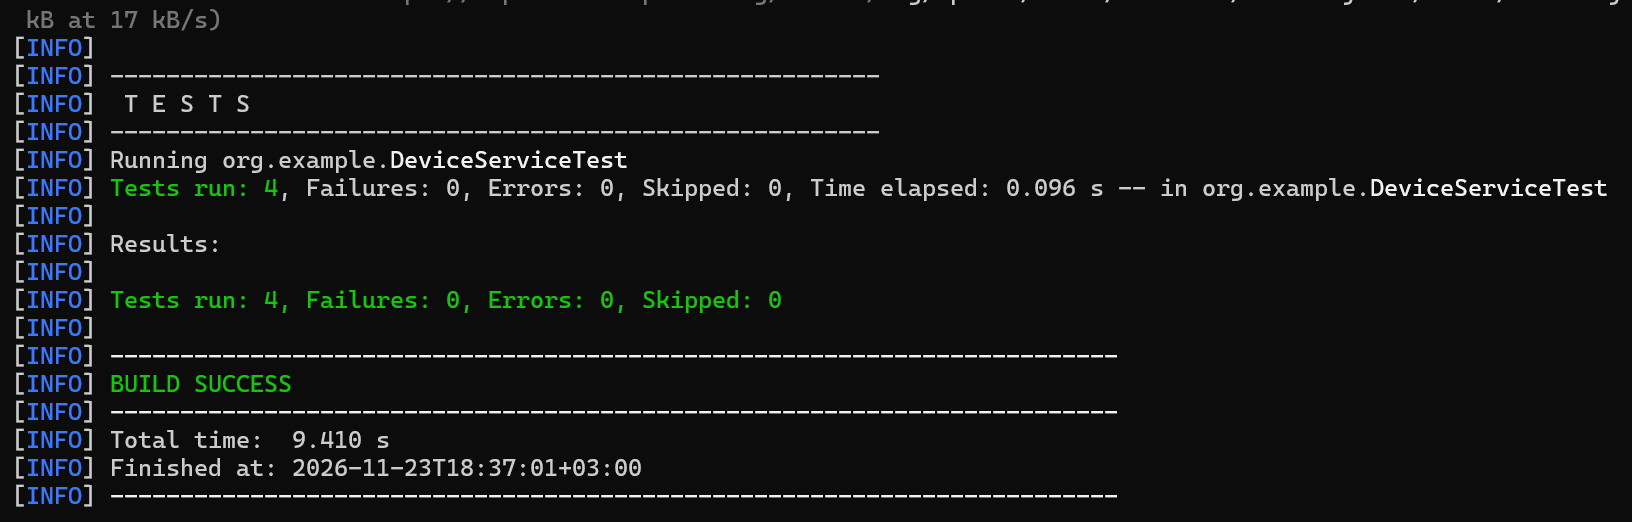 kB at 17 kB/s)
[INFO]
[INFO] -------------------------------------------------------
[INFO]  T E S T S
[INFO] -------------------------------------------------------
[INFO] Running org.example.DeviceServiceTest
[INFO] Tests run: 4, Failures: 0, Errors: 0, Skipped: 0, Time elapsed: 0.096 s -- in org.example.DeviceServiceTest
[INFO]
[INFO] Results:
[INFO]
[INFO] Tests run: 4, Failures: 0, Errors: 0, Skipped: 0
[INFO]
[INFO] ------------------------------------------------------------------------
[INFO] BUILD SUCCESS
[INFO] ------------------------------------------------------------------------
[INFO] Total time:  9.410 s
[INFO] Finished at: 2026-11-23T18:37:01+03:00
[INFO] ------------------------------------------------------------------------